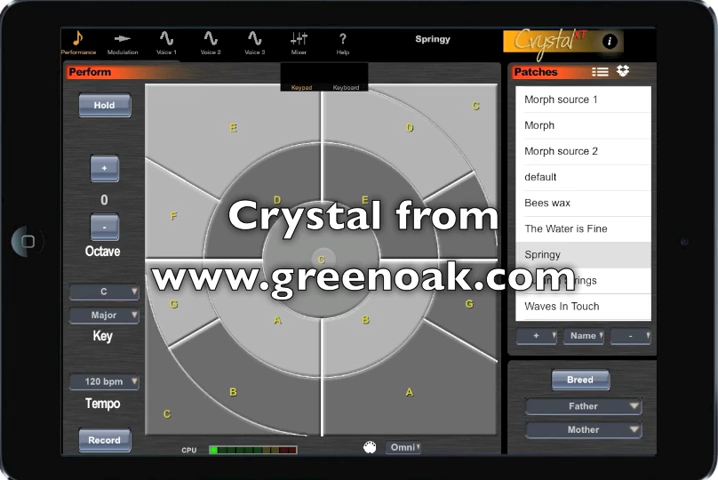 Performance Modulation Voice 1 Voice 2 Voice 3 Mixer Help
Springy
Crystal XT i
Perform
Keypad Keyboard
Patches
Hold
+
0
-
Octave
C
Major
Key
120 bpm
Tempo
Record
C
E
D
D
E
F
C
G
G
A
B
B
A
C
Crystal from
www.greenoak.com
Morph source 1
Morph
Morph source 2
default
Bees wax
The Water is Fine
Springy
Strings
Waves In Touch
+ Name -
Breed
Father
Mother
CPU
Omni